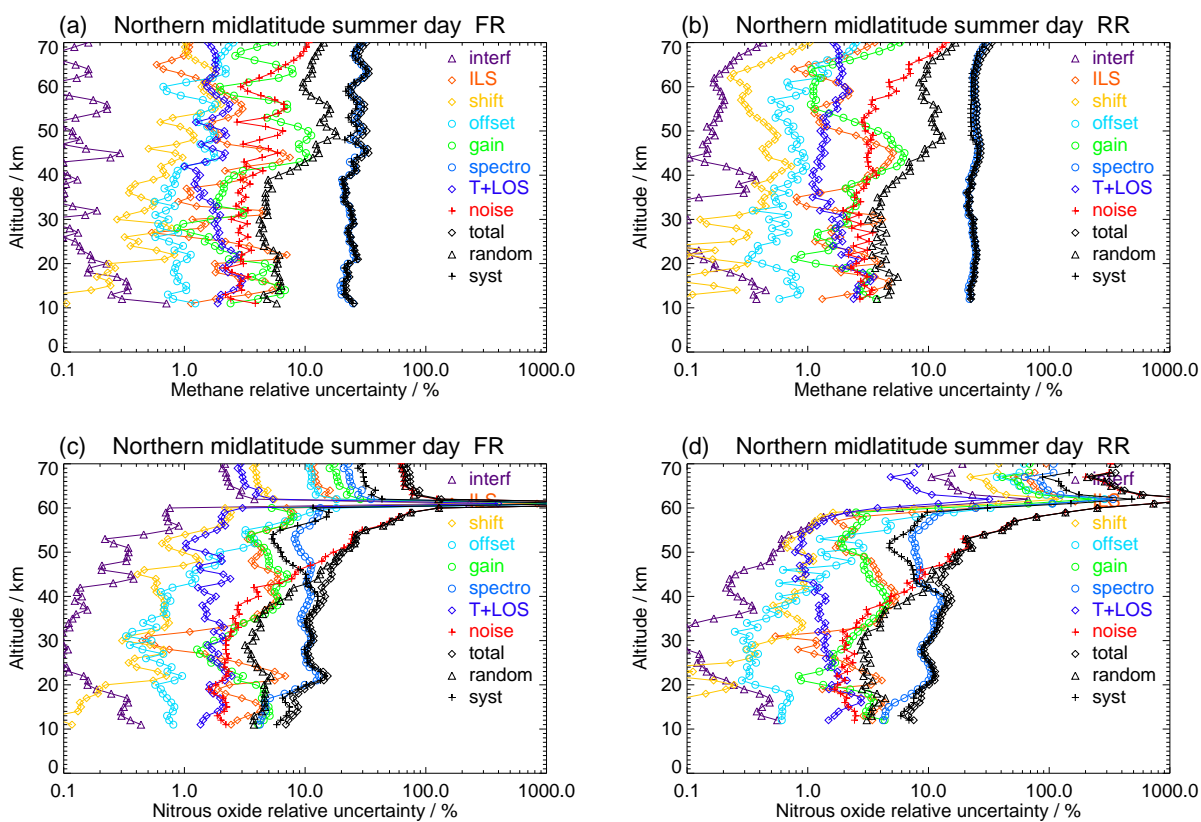 (a) Northern midlatitude summer day FR
70
60
50
40
30
20
10
0
Altitude / km
interf
ILS
shift
offset
gain
spectro
T+LOS
noise
total
random
syst
0.1 1.0 10.0 100.0 1000.0
Methane relative uncertainty / %
(b) Northern midlatitude summer day RR
70
60
50
40
30
20
10
0
Altitude / km
interf
ILS
shift
offset
gain
spectro
T+LOS
noise
total
random
syst
0.1 1.0 10.0 100.0 1000.0
Methane relative uncertainty / %
(c) Northern midlatitude summer day FR
70
60
50
40
30
20
10
0
Altitude / km
interf
ILS
shift
offset
gain
spectro
T+LOS
noise
total
random
syst
0.1 1.0 10.0 100.0 1000.0
Nitrous oxide relative uncertainty / %
(d) Northern midlatitude summer day RR
70
60
50
40
30
20
10
0
Altitude / km
interf
ILS
shift
offset
gain
spectro
T+LOS
noise
total
random
syst
0.1 1.0 10.0 100.0 1000.0
Nitrous oxide relative uncertainty / %